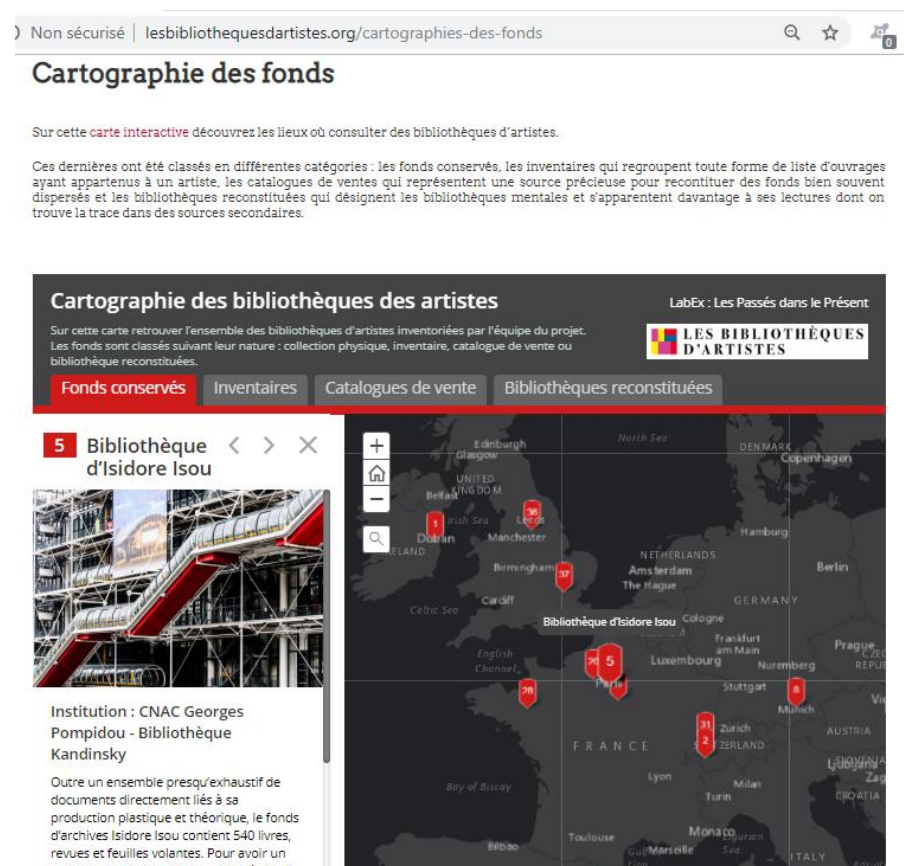 Non sécurisé | lesbibliothequesdartistes.org/cartographies-des-fonds
0
Cartographie des fonds
Sur cette carte interactive découvrez les lieux où consulter des bibliothèques d'artistes.
Ces dernières ont été classés en différentes catégories : les fonds conservés, les inventaires qui regroupent toute forme de liste d'ouvrages
ayant appartenus à un artiste, les catalogues de ventes qui représentent une source précieuse pour recontituer des fonds bien souvent
dispersés et les bibliothèques reconstituées qui désignent les bibliothèques mentales et s'apparentent davantage à ses lectures dont on
trouve la trace dans des sources secondaires.
Cartographie des bibliothèques des artistes
LabEx : Les Passés dans le Présent
Sur cette carte retrouver l'ensemble des bibliothèques d'artistes inventoriées par l'équipe du projet.
Les fonds sont classés suivant leur nature : collection physique, inventaire, catalogue de vente ou
bibliothèque reconstituées.
LES BIBLIOTHÈQUES
D'ARTISTES
Fonds conservés
Inventaires
Catalogues de vente
Bibliothèques reconstituées
5 Bibliothèque
d'Isidore Isou
Institution : CNAC Georges
Pompidou - Bibliothèque
Kandinsky
Outre un ensemble presqu'exhaustif de
documents directement liés à sa
production plastique et théorique, le fonds
d'archives Isidore Isou contient 540 livres,
revues et feuilles volantes. Pour avoir un
North Sea
Edinburgh
Glasgow
DENMARK
Copenhagen
UNITED
KINGDOM
Belfast
Irish Sea
38
Leeds
1
Dublin
Manchester
Hamburg
NETHERLANDS
Birmingham
37
Amsterdam
The Hague
Berlin
GERMANY
Celtic Sea
Cardiff
Bibliothèque d'Isidore Isou
Cologne
English
Channel
Frankfurt
am Main
Prague
5
Luxembourg
Nuremberg
Paris
Stuttgart
28
8
Munich
31
Zurich
2
AUSTRIA
FRANCE
Ljubljana
Lyon
Milan
Bay of Biscay
Turin
CROATIA
Monaco
Toulouse
Marseille
Bilbao
ITALY